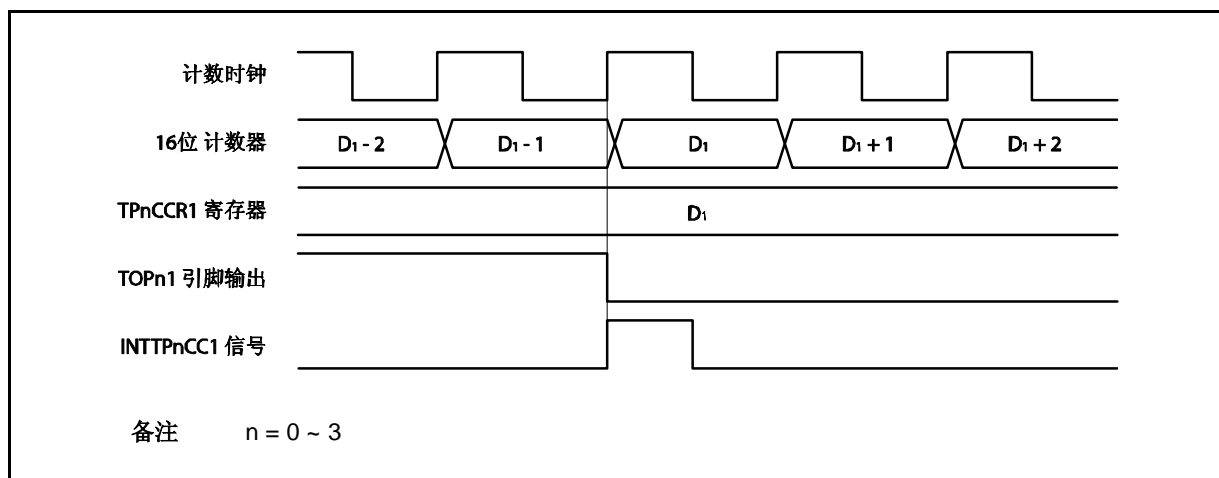 计数时钟
16位 计数器 D1 - 2 D1 - 1 D1 D1 + 1 D1 + 2
TPnCCR1 寄存器 D1
TOPn1 引脚输出
INTTPnCC1 信号
备注 n = 0 ~ 3